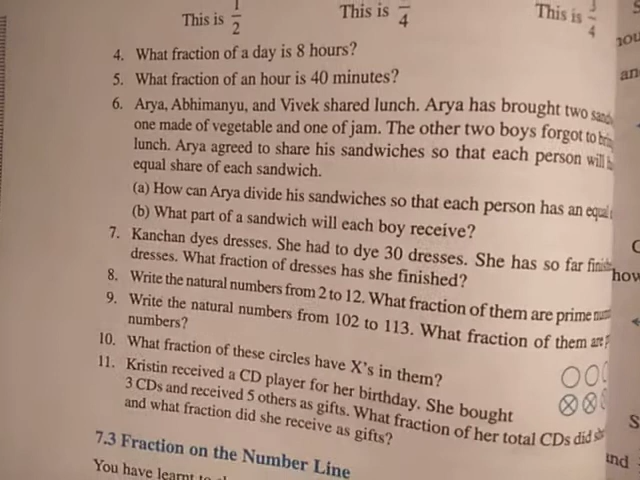 This is 1/2 This is /4 This is 3/4
4. What fraction of a day is 8 hours?
5. What fraction of an hour is 40 minutes?
6. Arya, Abhimanyu, and Vivek shared lunch. Arya has brought two
one made of vegetable and one of jam. The other two boys forgot to
lunch. Arya agreed to share his sandwiches so that each person will
equal share of each sandwich.
(a) How can Arya divide his sandwiches so that each person has an equal
(b) What part of a sandwich will each boy receive?
7. Kanchan dyes dresses. She had to dye 30 dresses. She has so far
dresses. What fraction of dresses has she finished?
8. Write the natural numbers from 2 to 12. What fraction of them are prime
9. Write the natural numbers from 102 to 113. What fraction of them are
numbers?
10. What fraction of these circles have X's in them?
11. Kristin received a CD player for her birthday. She bought
3 CDs and received 5 others as gifts. What fraction of her total CDs did
and what fraction did she receive as gifts?
7.3 Fraction on the Number Line
You have learnt